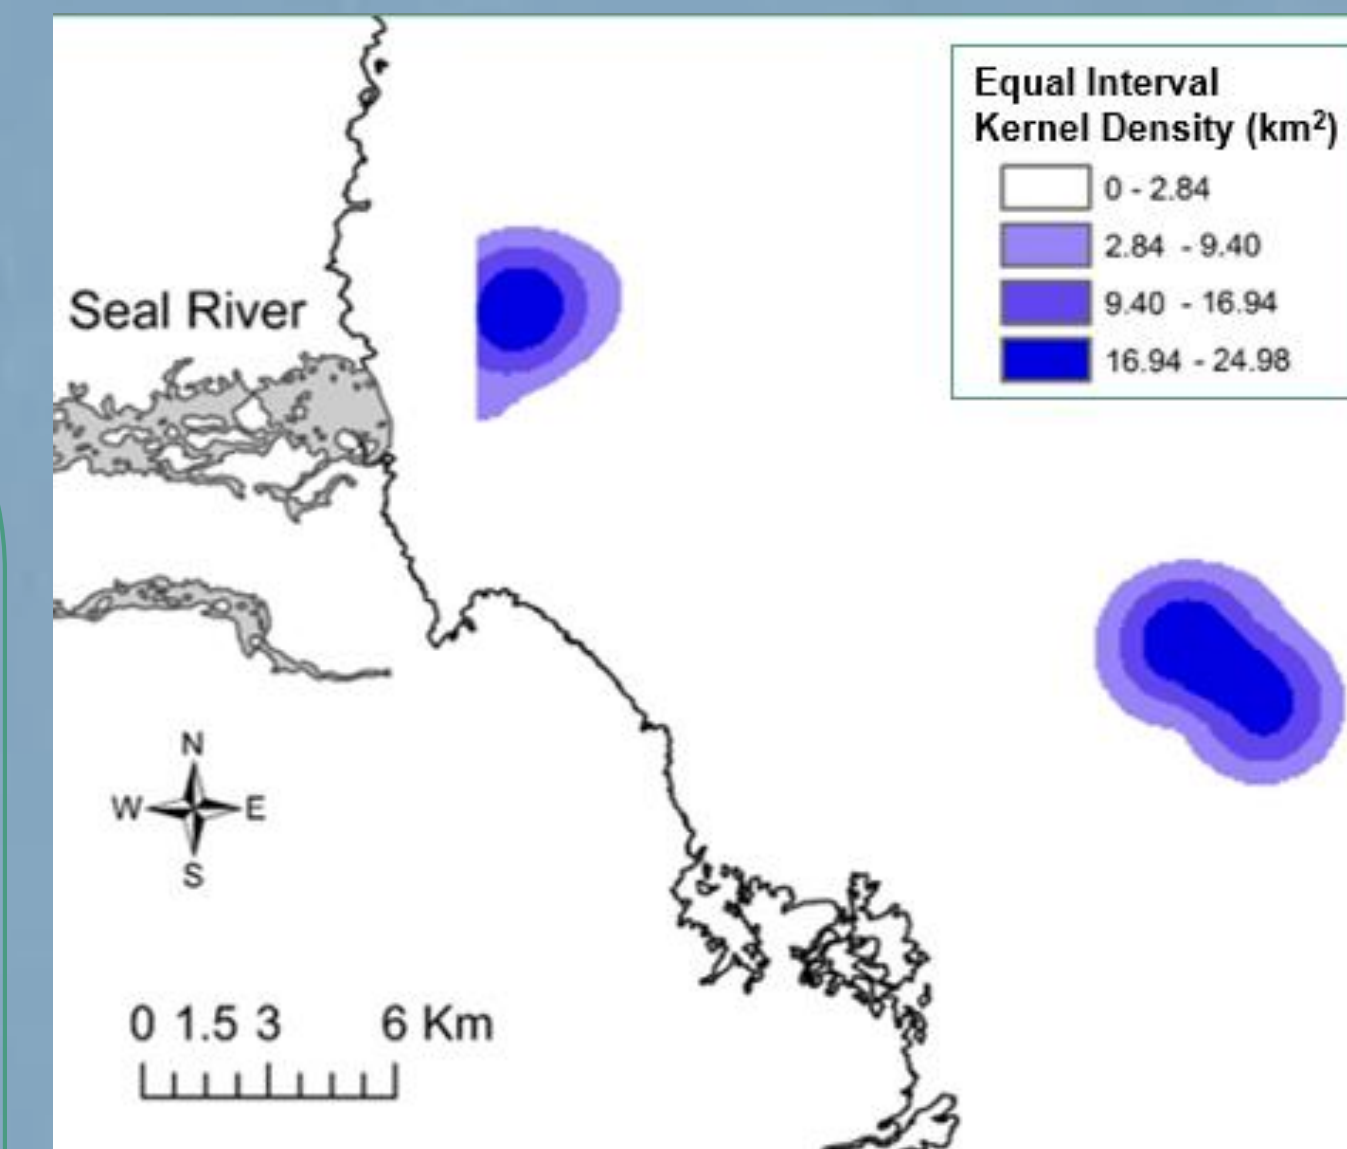 Equal Interval
Kernel Density (km²)
0 - 2.84
2.84 - 9.40
9.40 - 16.94
16.94 - 24.98
Seal River
N
W E
S
0 1.5 3 6 Km